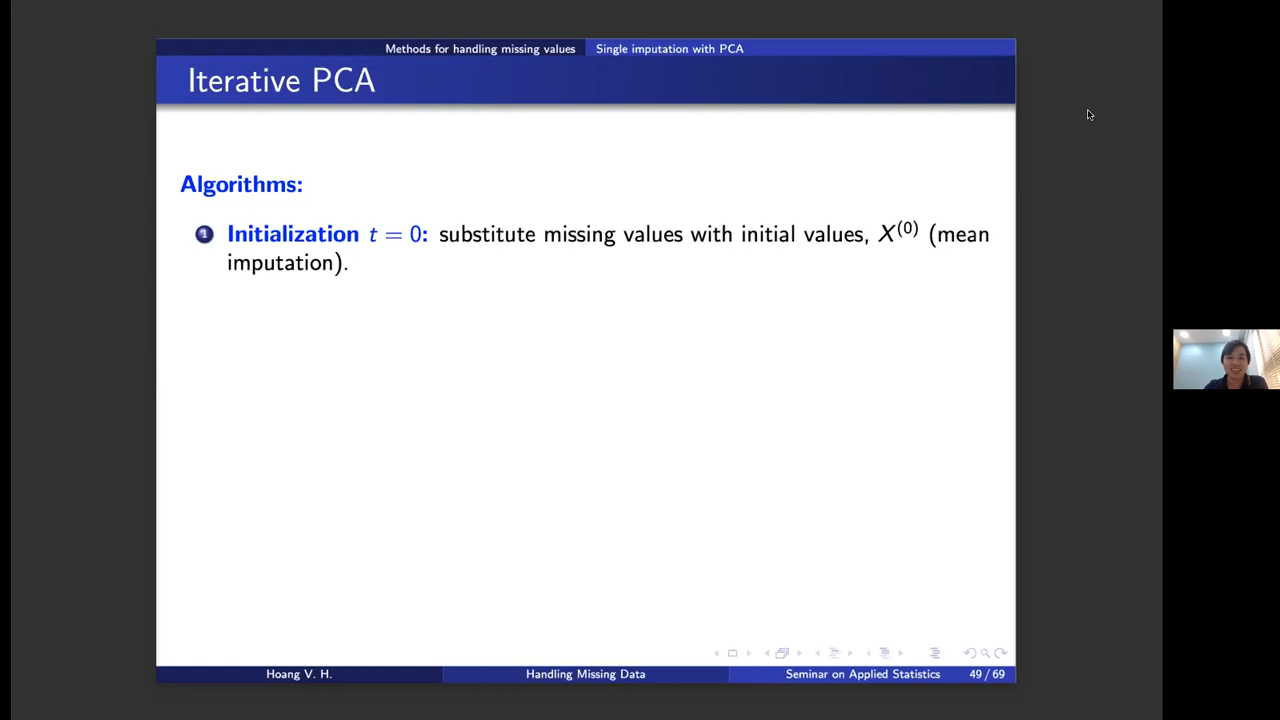 Methods for handling missing values Single imputation with PCA
Iterative PCA
Algorithms:
1 Initialization t = 0: substitute missing values with initial values, X^(0) (mean
imputation).
Hoang V. H. Handling Missing Data Seminar on Applied Statistics 49 / 69